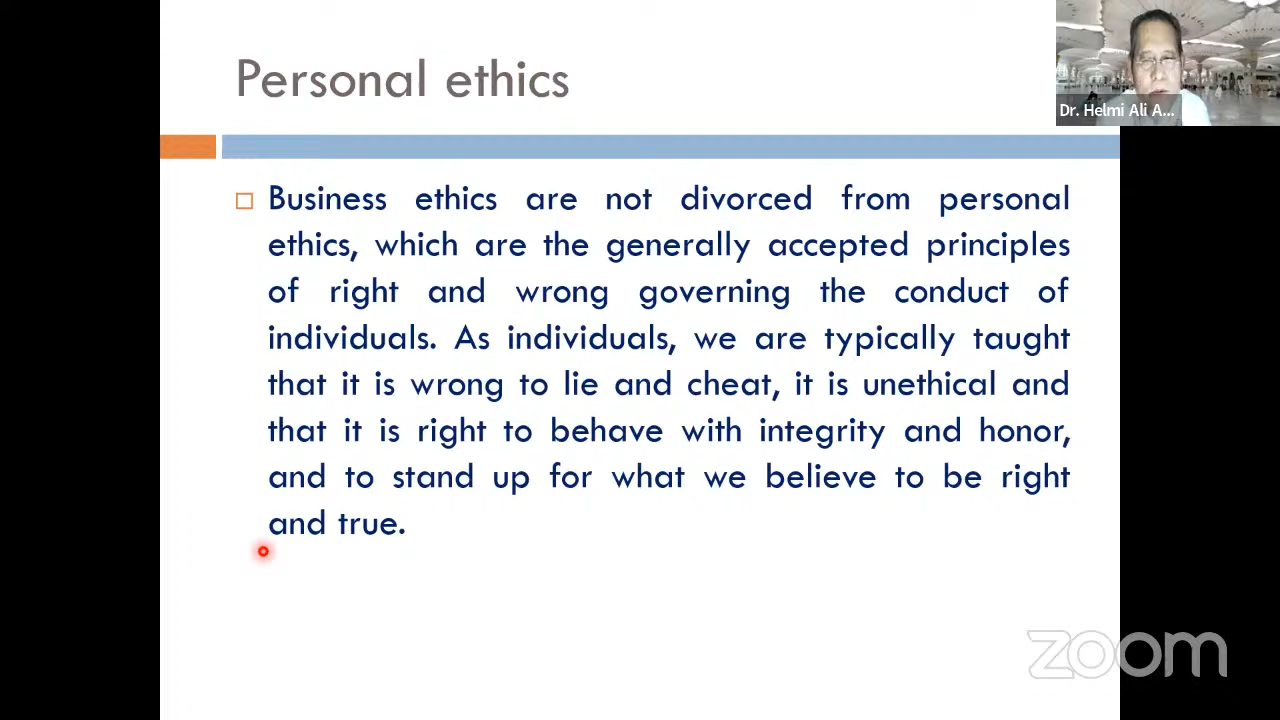 Personal ethics
Dr. Helmi Ali A...
Business ethics are not divorced from personal
ethics, which are the generally accepted principles
of right and wrong governing the conduct of
individuals. As individuals, we are typically taught
that it is wrong to lie and cheat, it is unethical and
that it is right to behave with integrity and honor,
and to stand up for what we believe to be right
and true.
zoom